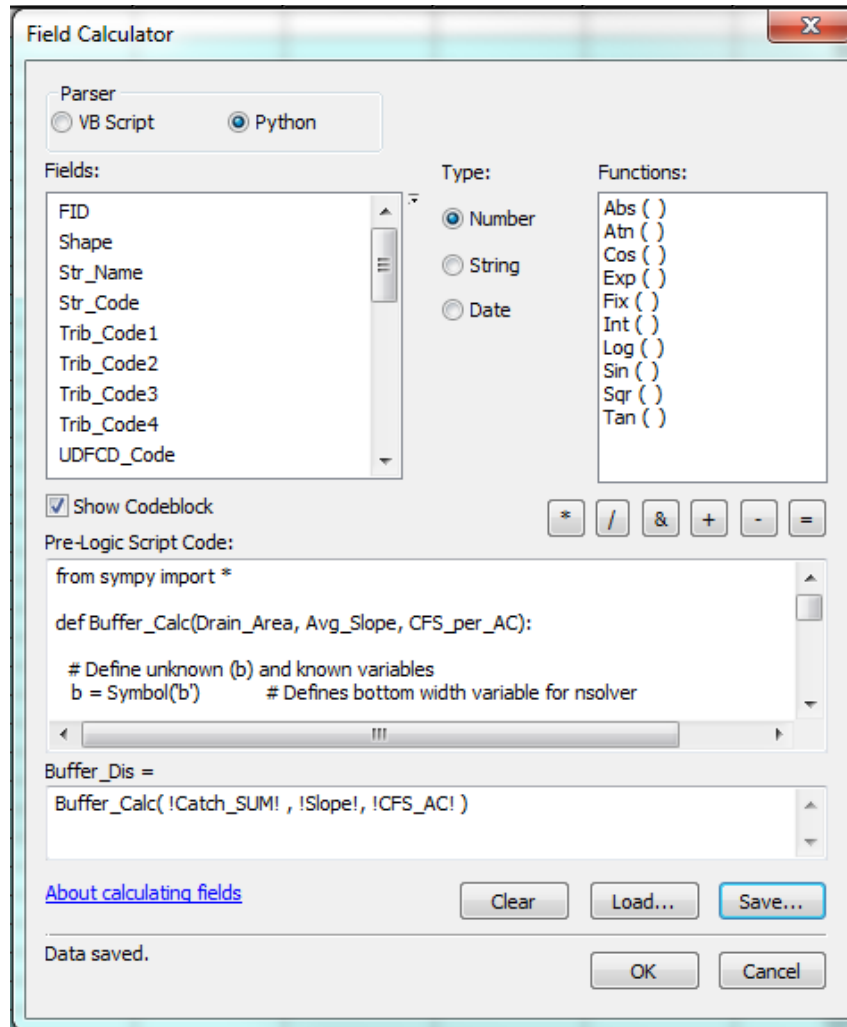 Field Calculator
X
Parser
VB Script
Python
Fields:
FID
Shape
Str_Name
Str_Code
Trib_Code1
Trib_Code2
Trib_Code3
Trib_Code4
UDFCD_Code
Type:
Number
String
Date
Functions:
Abs ( )
Atn ( )
Cos ( )
Exp ( )
Fix ( )
Int ( )
Log ( )
Sin ( )
Sqr ( )
Tan ( )
Show Codeblock
* / & + - =
Pre-Logic Script Code:
from sympy import *
def Buffer_Calc(Drain_Area, Avg_Slope, CFS_per_AC):
# Define unknown (b) and known variables
b = Symbol('b') # Defines bottom width variable for nsolver
Buffer_Dis =
Buffer_Calc( !Catch_SUM! , !Slope!, !CFS_AC! )
About calculating fields
Clear
Load...
Save...
Data saved.
OK
Cancel